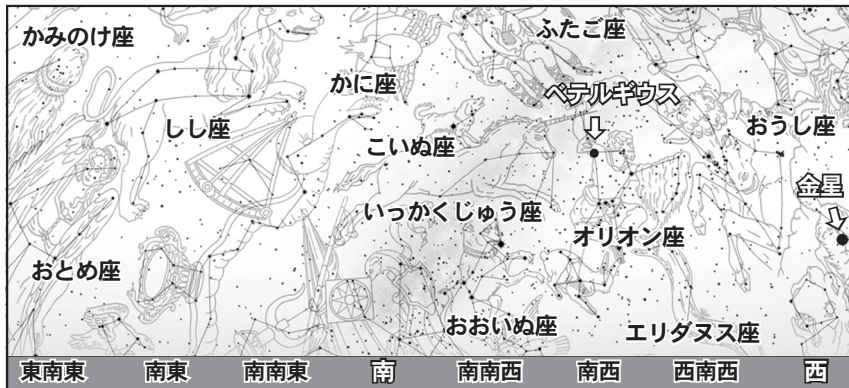 かみのけ座
ふたご座
かに座
ベテルギウス
しし座
おうし座
こいぬ座
金星
いっかくじゅう座
オリオン座
おとめ座
おおいぬ座
エリダヌス座
東南東 南東 南南東 南 南南西 南西 西南西 西